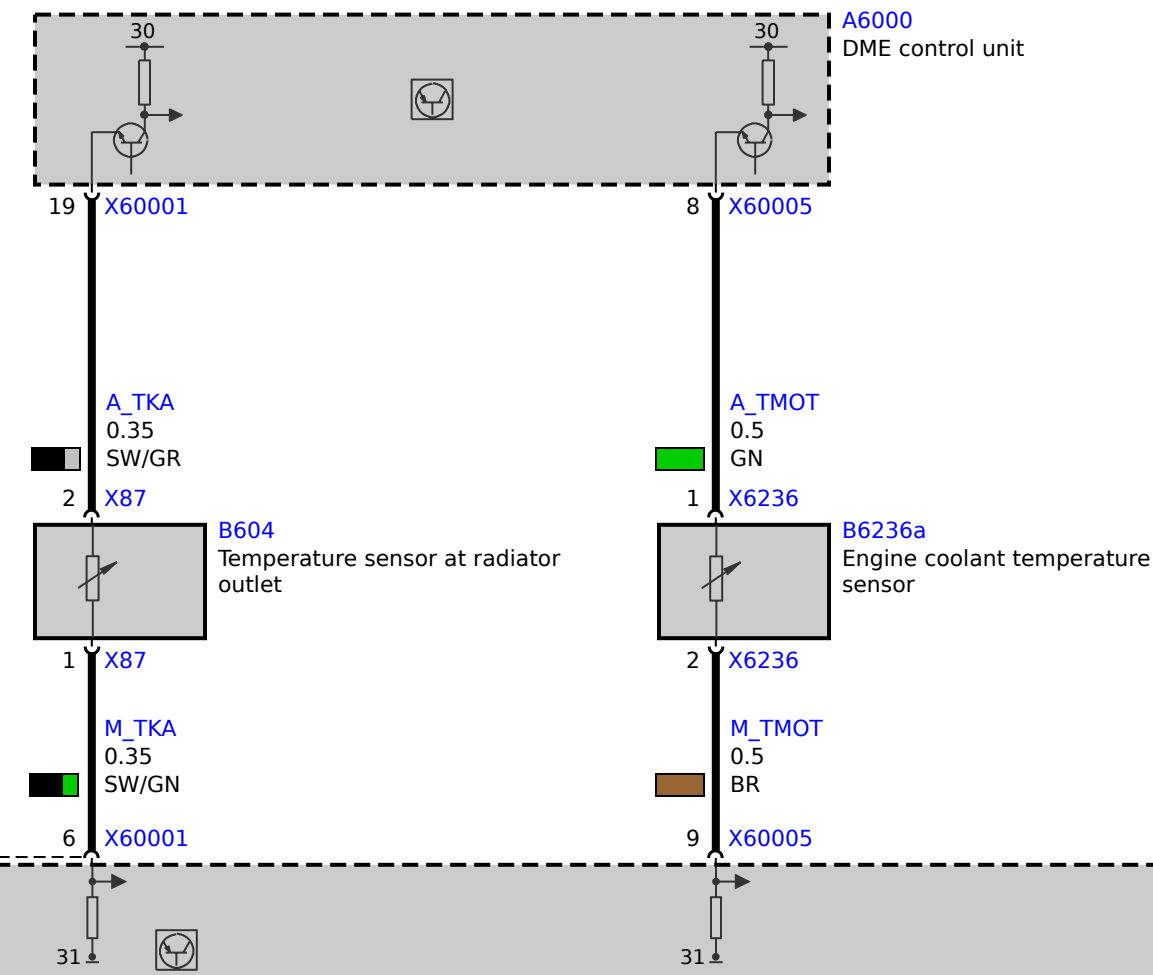 30
30
A6000
DME control unit
19
X60001
8
X60005
A_TKA
0.35
SW/GR
A_TMOT
0.5
GN
2
X87
1
X6236
B604
Temperature sensor at radiator
outlet
B6236a
Engine coolant temperature
sensor
1
X87
2
X6236
M_TKA
0.35
SW/GN
M_TMOT
0.5
BR
6
X60001
9
X60005
31
31